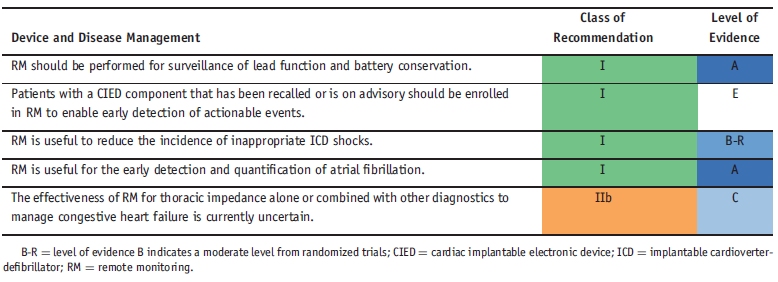 Device and Disease Management Class of Recommendation Level of Evidence
RM should be performed for surveillance of lead function and battery conservation. I A
Patients with a CIED component that has been recalled or is on advisory should be enrolled I E
in RM to enable early detection of actionable events.
RM is useful to reduce the incidence of inappropriate ICD shocks. I B-R
RM is useful for the early detection and quantification of atrial fibrillation. I A
The effectiveness of RM for thoracic impedance alone or combined with other diagnostics to IIb C
manage congestive heart failure is currently uncertain.
B-R = level of evidence B indicates a moderate level from randomized trials; CIED = cardiac implantable electronic device; ICD = implantable cardioverter-
defibrillator; RM = remote monitoring.